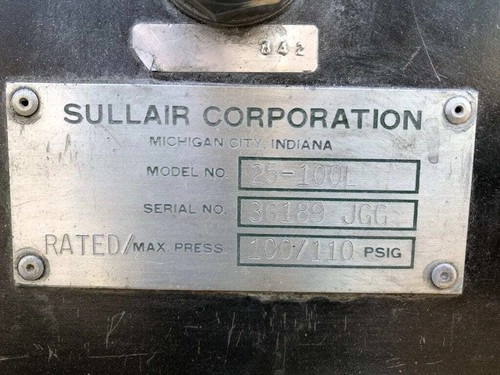 842
SULLAIR CORPORATION
MICHIGAN CITY, INDIANA
MODEL NO. 25-100L
SERIAL NO. 36189 JGG
RATED/MAX. PRESS 100/110 PSIG